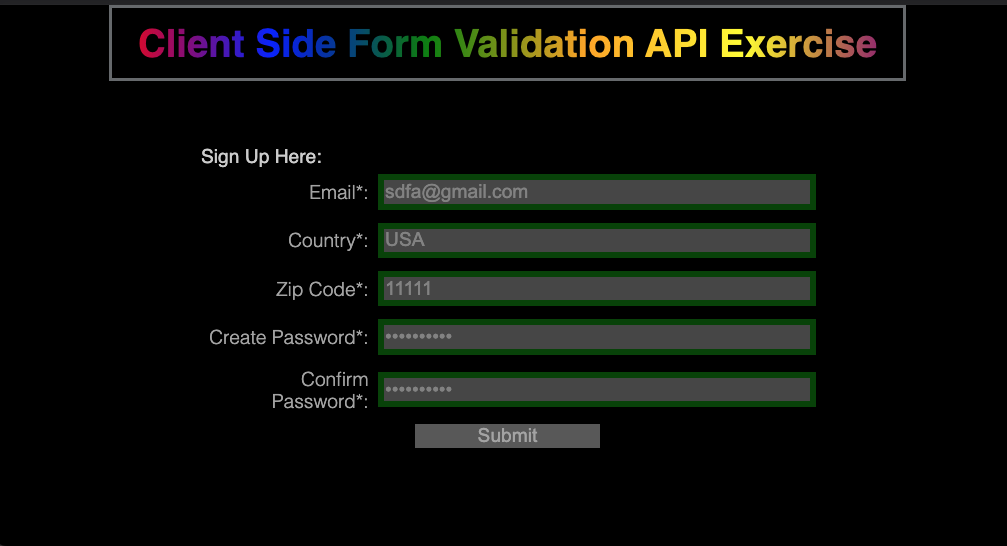 Client Side Form Validation API Exercise
Sign Up Here:
Email*: sdfa@gmail.com
Country*: USA
Zip Code*: 11111
Create Password*: ••••••••••
Confirm
Password*: ••••••••••
Submit